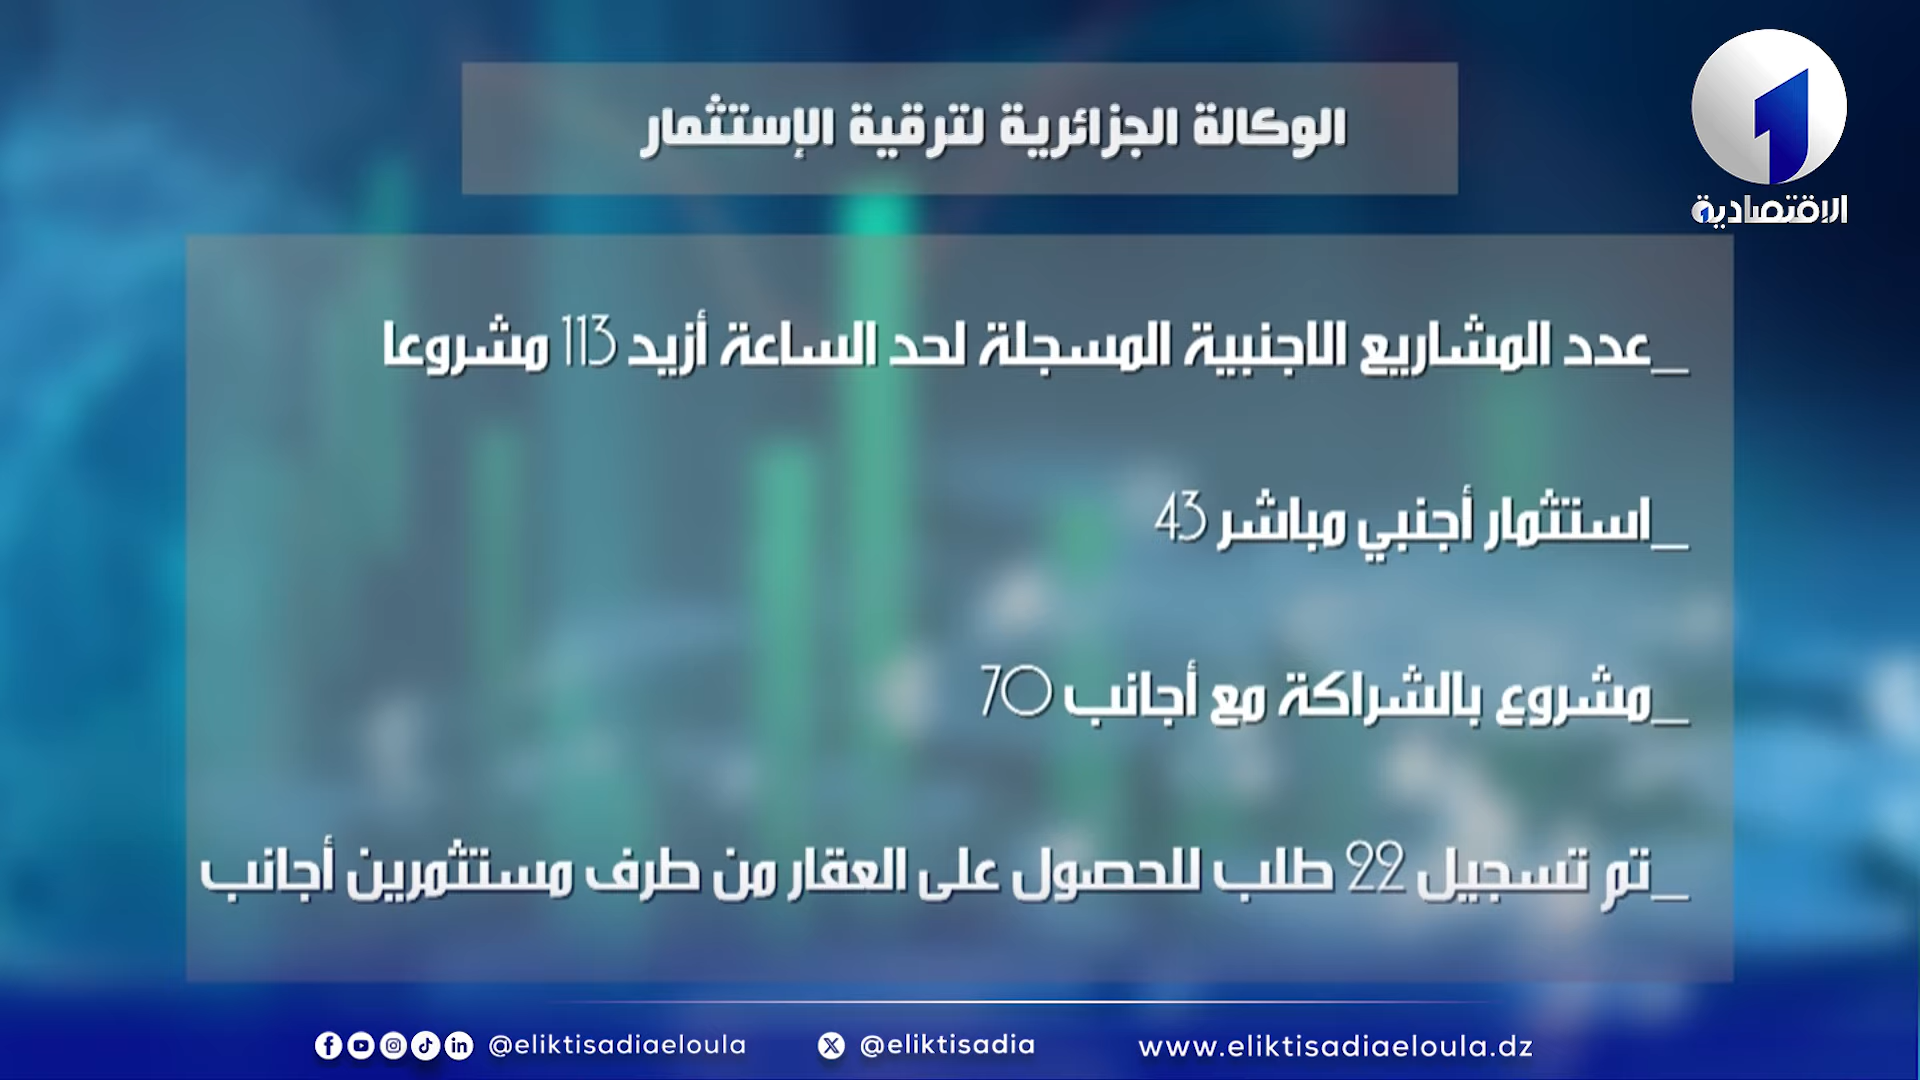 الوكالة الجزائرية لترقية الإستثمار
1
الاقتصادية
_عدد المشاريع الاجنبية المسجلة لحد الساعة أزيد 113 مشروعا
_استثمار أجنبي مباشر 43
_مشروع بالشراكة مع أجانب 70
_تم تسجيل 22 طلب للحصول على العقار من طرف مستثمرين أجانب
@eliktisadiaeloula @eliktisadia www.eliktisadiaeloula.dz